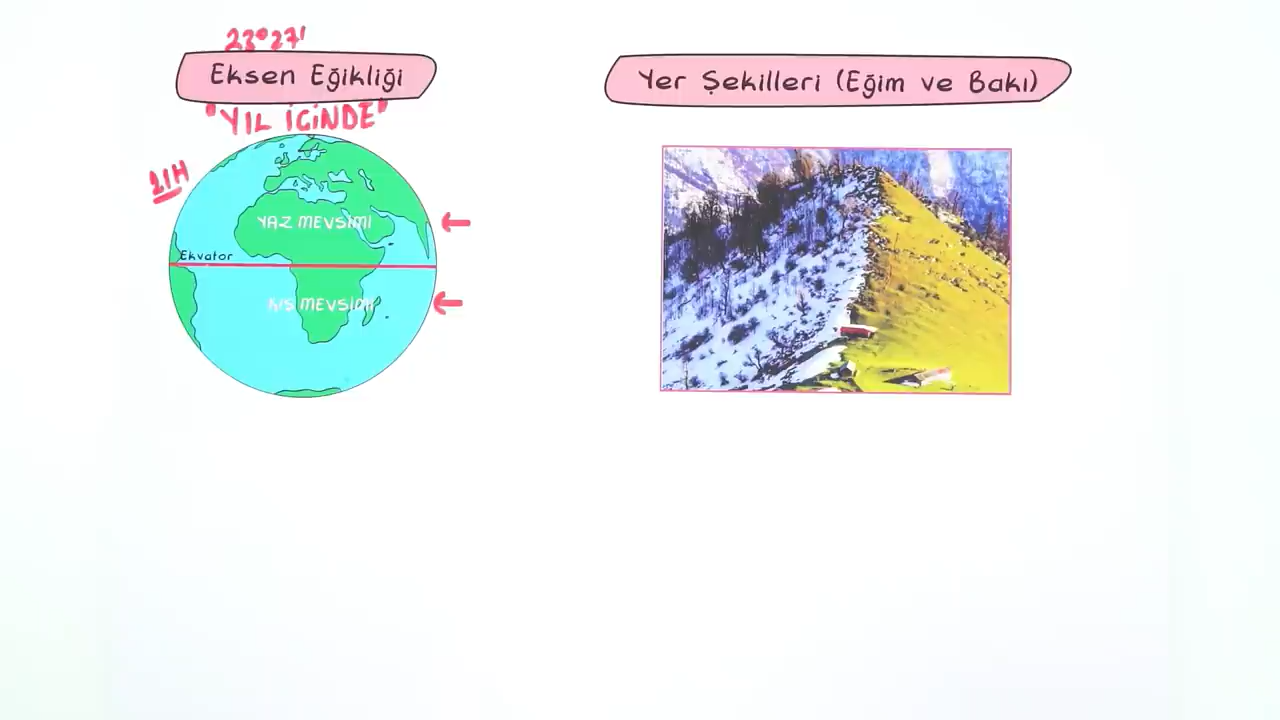 23°27'
Eksen Eğikliği
"YIL İÇİNDE"
21H
YAZ MEVSİMİ
Ekvator
KIŞ MEVSİMİ
Yer Şekilleri (Eğim ve Bakı)